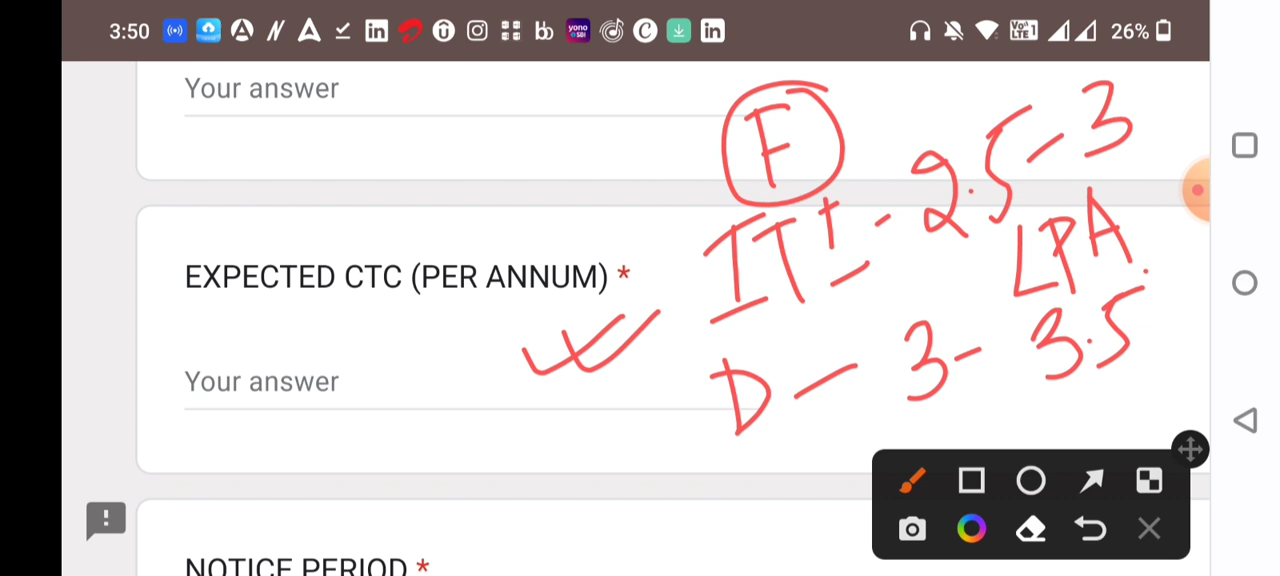 3:50
26%
Your answer
F
EXPECTED CTC (PER ANNUM) *
ITI - 2.5 - 3
LPA.
D - 3 - 3.5
Your answer
NOTICE PERIOD *